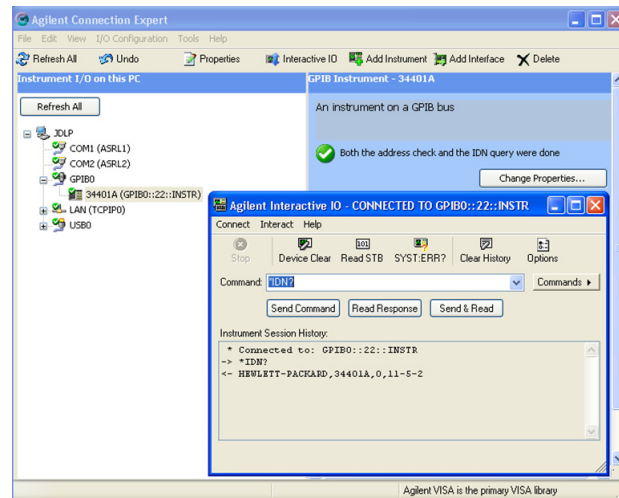 Agilent Connection Expert
File Edit View I/O Configuration Tools Help
Refresh All Undo Properties Interactive IO Add Instrument Add Interface Delete
Instrument I/O on this PC
GPIB Instrument - 34401A
Refresh All
An instrument on a GPIB bus
JDLP
COM1 (ASRL1)
COM2 (ASRL2)
Both the address check and the IDN query were done
GPIB0
Change Properties...
34401A (GPIB0::22::INSTR)
LAN (TCPIP0)
USB0
Agilent Interactive IO - CONNECTED TO GPIB0::22::INSTR
Connect Interact Help
Stop Device Clear Read STB SYST:ERR? Clear History Options
Command: *IDN? Commands
Send Command Read Response Send & Read
Instrument Session History:
* Connected to: GPIB0::22::INSTR
-> *IDN?
<- HEWLETT-PACKARD,34401A,0,11-5-2
Agilent VISA is the primary VISA library